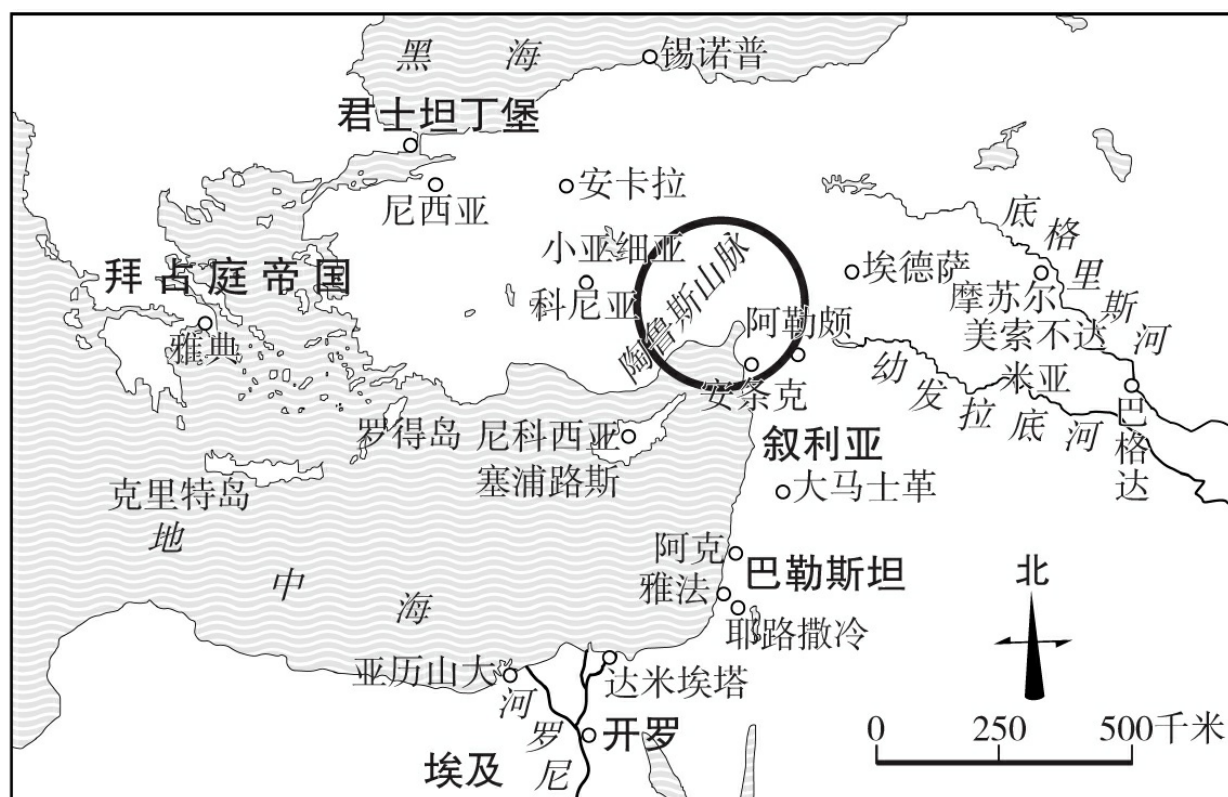 黑海
锡诺普
君士坦丁堡
尼西亚
安卡拉
小亚细亚
陶鲁斯山脉
埃德萨
底格里斯河
拜占庭帝国
科尼亚
摩苏尔
雅典
阿勒颇
美索不达
米亚
安条克
幼发拉底河
巴格达
罗得岛
尼科西亚
叙利亚
塞浦路斯
克里特岛
大马士革
地中海
阿克
巴勒斯坦
雅法
耶路撒冷
北
亚历山大
达米埃塔
河罗尼
开罗
埃及
0 250 500千米